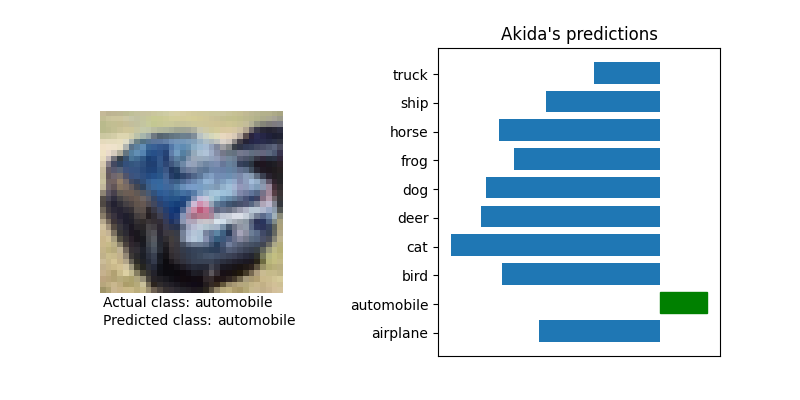 Akida's predictions
truck
ship
horse
frog
dog
deer
cat
bird
automobile
airplane
Actual class: automobile
Predicted class: automobile